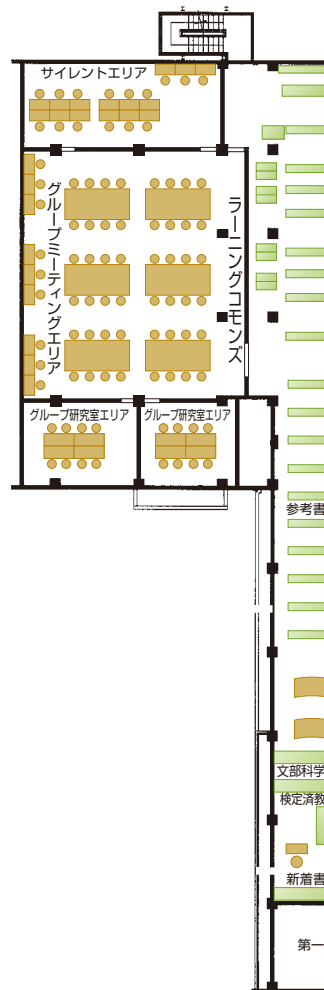 サイレントエリア
グループミーティングエリア
ラーニングコモンズ
グループ研究室エリア
グループ研究室エリア
参考書
文部科学
検定済教
新着書
第一